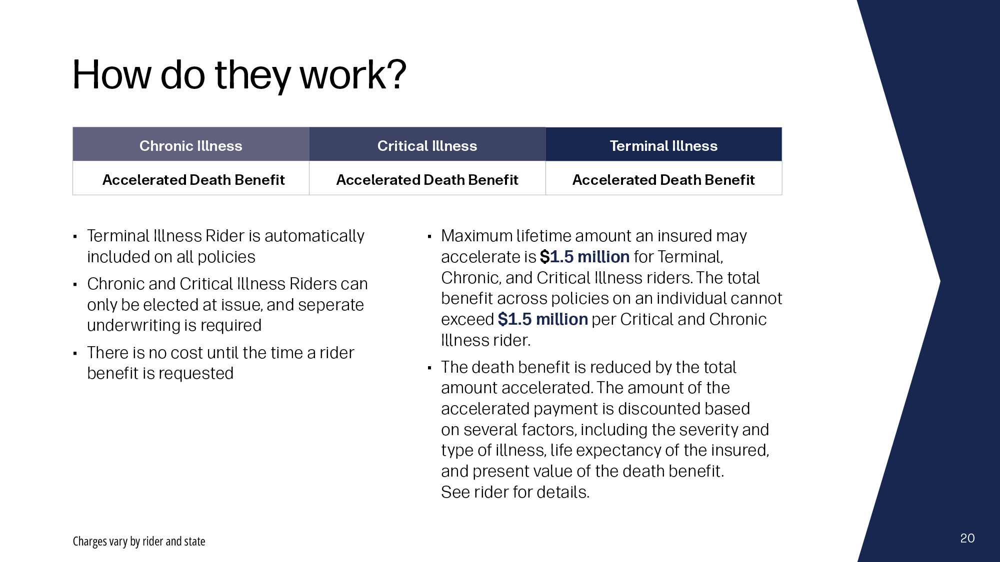 How do they work?
Chronic Illness
Critical Illness
Terminal Illness
Accelerated Death Benefit
Accelerated Death Benefit
Accelerated Death Benefit
▪ Terminal Illness Rider is automatically
included on all policies
▪ Chronic and Critical Illness Riders can
only be elected at issue, and seperate
underwriting is required
▪ There is no cost until the time a rider
benefit is requested
▪ Maximum lifetime amount an insured may
accelerate is $1.5 million for Terminal,
Chronic, and Critical Illness riders. The total
benefit across policies on an individual cannot
exceed $1.5 million per Critical and Chronic
Illness rider.
▪ The death benefit is reduced by the total
amount accelerated. The amount of the
accelerated payment is discounted based
on several factors, including the severity and
type of illness, life expectancy of the insured,
and present value of the death benefit.
See rider for details.
Charges vary by rider and state
20